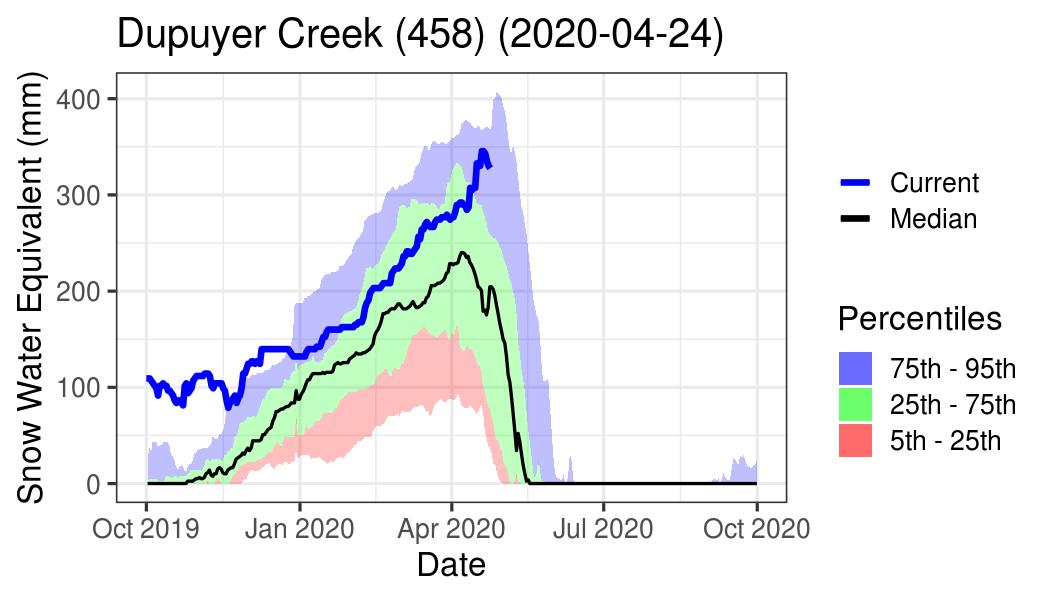 Dupuyer Creek (458) (2020-04-24)
Snow Water Equivalent (mm)
400
300
200
100
0
Oct 2019
Jan 2020
Apr 2020
Jul 2020
Oct 2020
Date
Current
Median
Percentiles
75th - 95th
25th - 75th
5th - 25th